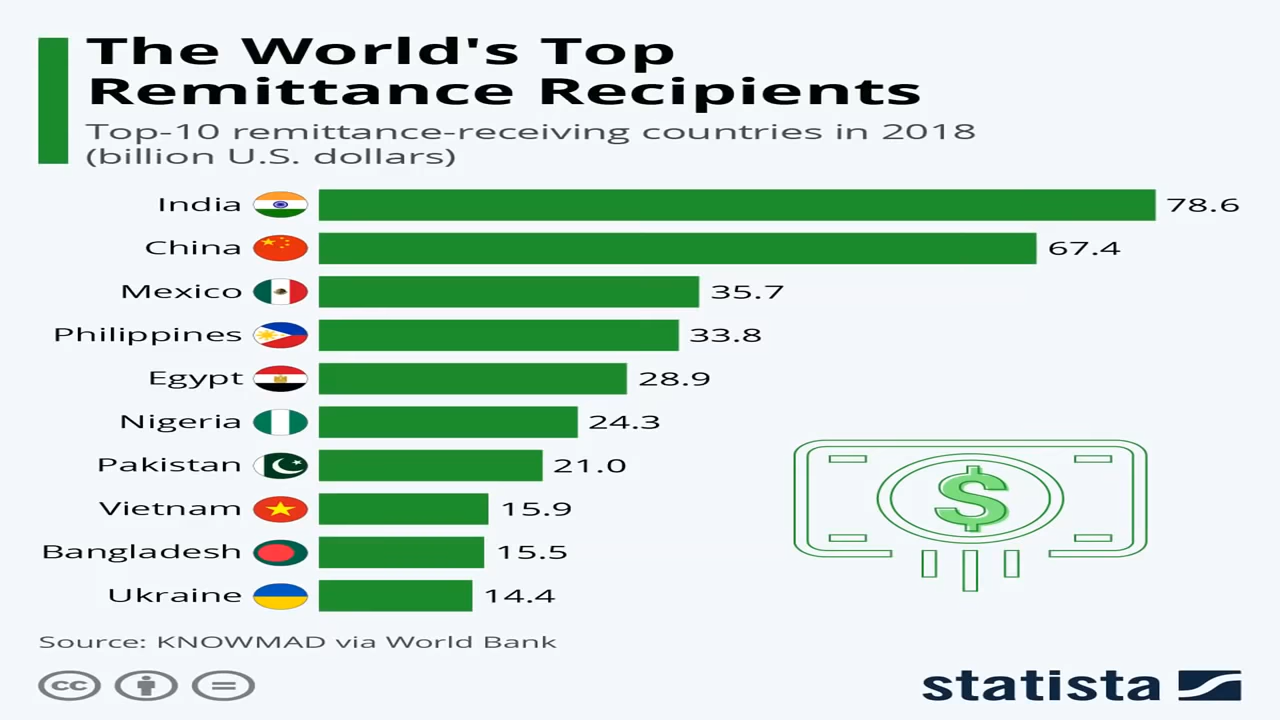 The World's Top
Remittance Recipients
Top-10 remittance-receiving countries in 2018
(billion U.S. dollars)
India 78.6
China 67.4
Mexico 35.7
Philippines 33.8
Egypt 28.9
Nigeria 24.3
Pakistan 21.0
Vietnam 15.9
Bangladesh 15.5
Ukraine 14.4
$
Source: KNOWMAD via World Bank
cc =
statista